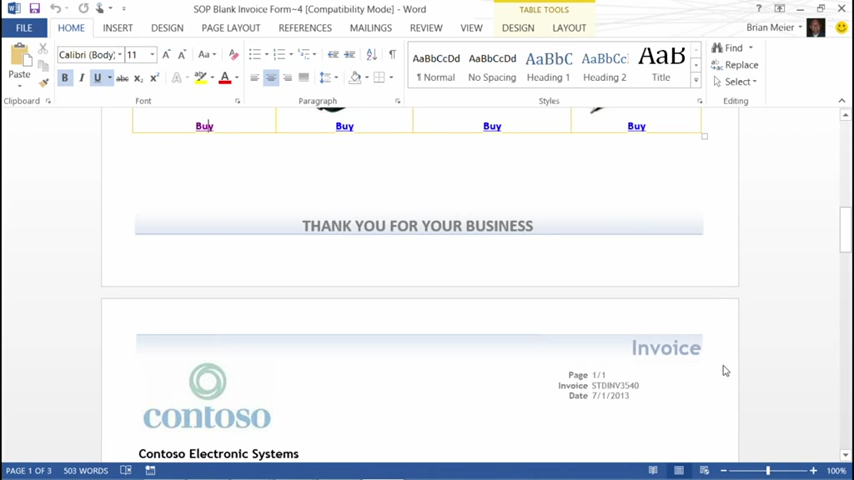 SOP Blank Invoice Form~4 [Compatibility Mode] - Word
TABLE TOOLS
FILE HOME INSERT DESIGN PAGE LAYOUT REFERENCES MAILINGS REVIEW VIEW DESIGN LAYOUT Brian Meier
Paste
Calibri (Body) 11
B I U abc x₂ x² A A Aa
Clipboard Font Paragraph Styles Editing
AaBbCcDd AaBbCcDd AaBbC AaBbCc AaB
¶ Normal No Spacing Heading 1 Heading 2 Title
Find
Replace
Select
Buy Buy Buy Buy
THANK YOU FOR YOUR BUSINESS
Invoice
Page 1/1
Invoice STDINV3540
Date 7/1/2013
contoso
Contoso Electronic Systems
PAGE 1 OF 3 503 WORDS 100%